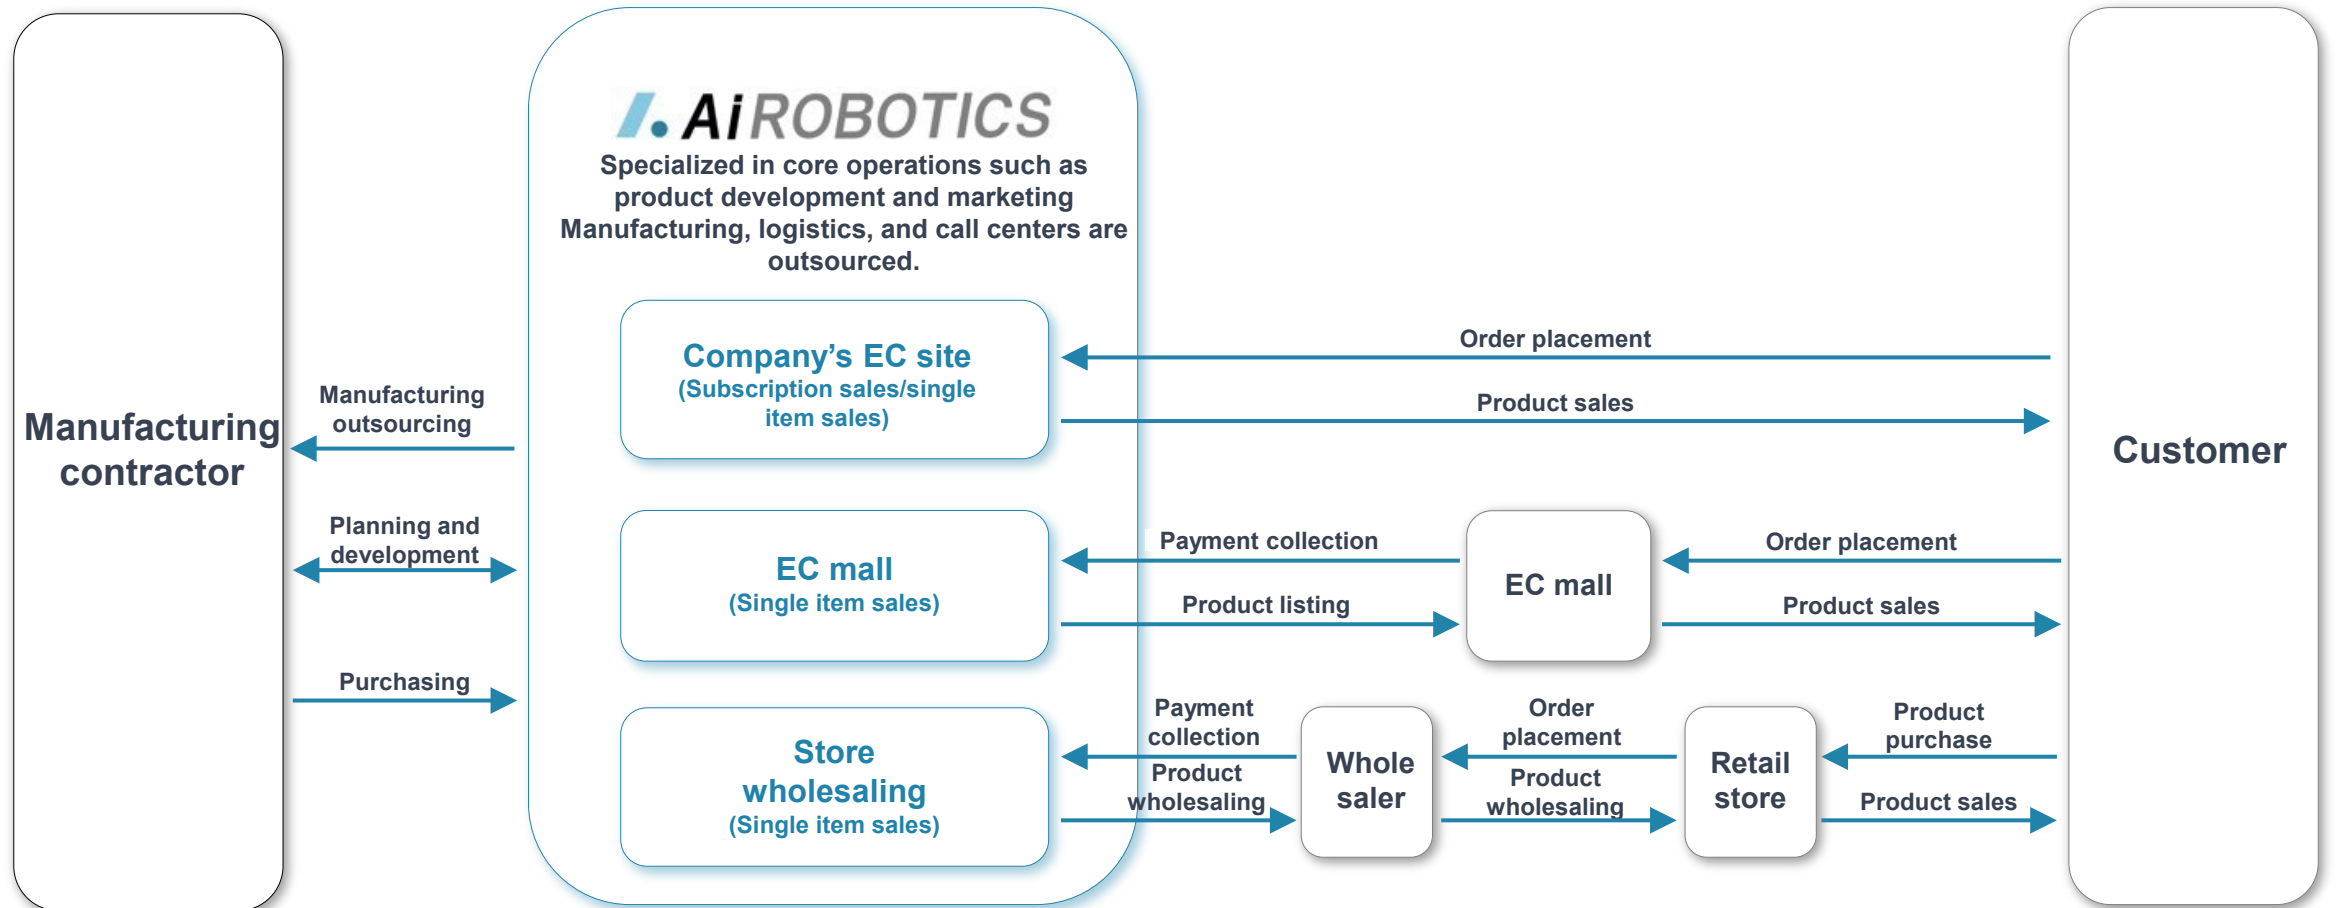 AiROBOTICS
Specialized in core operations such as
product development and marketing
Manufacturing, logistics, and call centers are
outsourced.
Manufacturing
contractor
Manufacturing
outsourcing
Planning and
development
Purchasing
Company’s EC site
(Subscription sales/single
item sales)
Order placement
Product sales
EC mall
(Single item sales)
Payment collection
Product listing
EC mall
Order placement
Product sales
Store
wholesaling
(Single item sales)
Payment
collection
Product
wholesaling
Whole
saler
Order
placement
Product
wholesaling
Retail
store
Product
purchase
Product sales
Customer